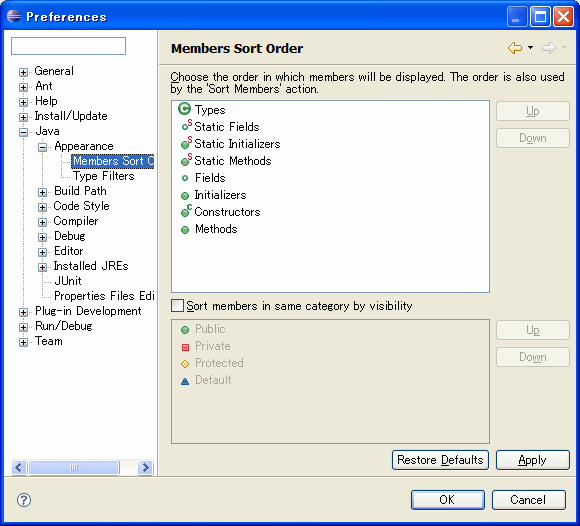 Preferences
Members Sort Order
General
Ant
Help
Install/Update
Java
Appearance
Members Sort O
Type Filters
Build Path
Code Style
Compiler
Debug
Editor
Installed JREs
JUnit
Properties Files Edi
Plug-in Development
Run/Debug
Team
Choose the order in which members will be displayed. The order is also used
by the 'Sort Members' action.
Types
Static Fields
Static Initializers
Static Methods
Fields
Initializers
Constructors
Methods
Up
Down
Sort members in same category by visibility
Public
Private
Protected
Default
Up
Down
Restore Defaults
Apply
OK
Cancel